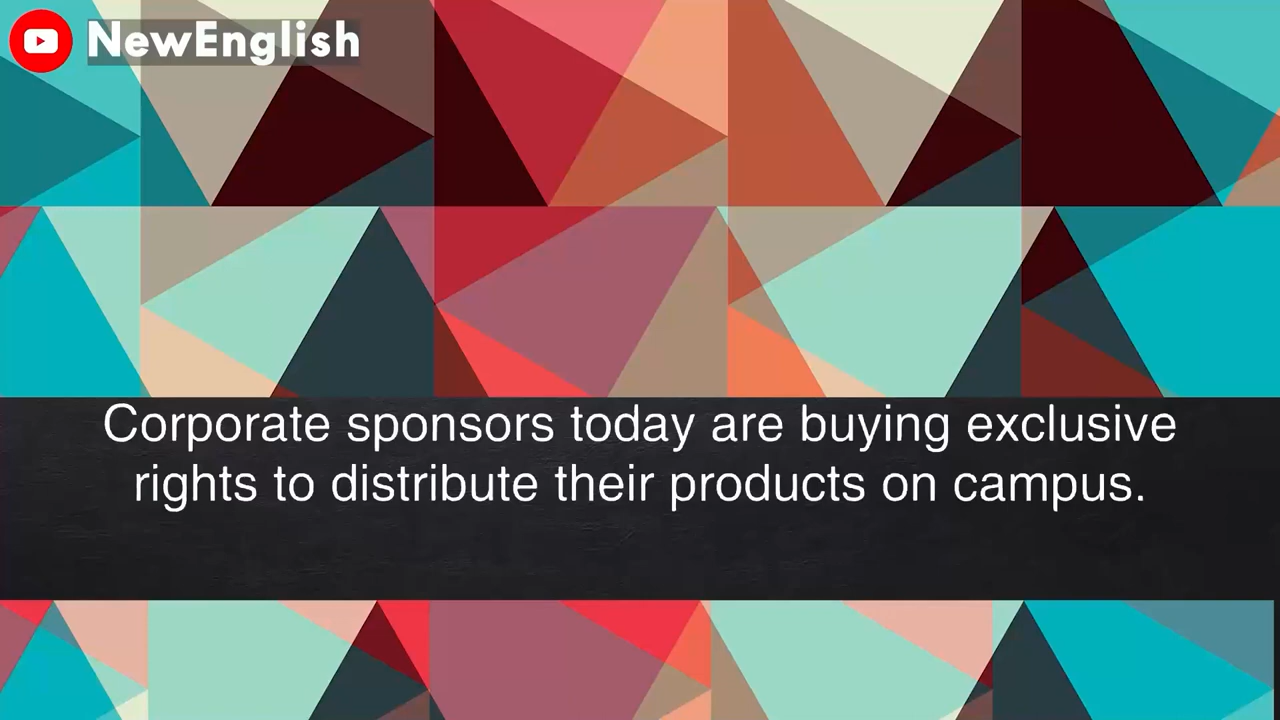 NewEnglish
Corporate sponsors today are buying exclusive
rights to distribute their products on campus.